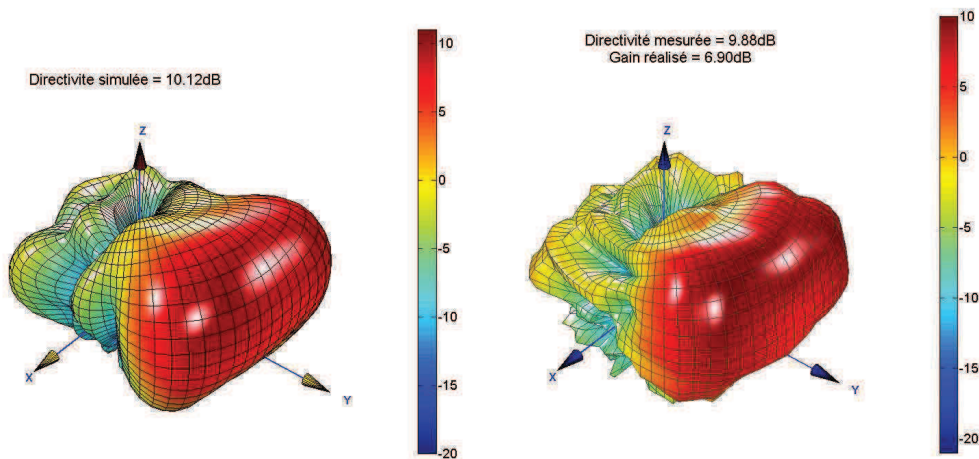 Directivite simulée = 10.12dB
Z
X
Y
10
5
0
-5
-10
-15
-20
Directivité mesurée = 9.88dB
Gain réalisé = 6.90dB
Z
X
Y
10
5
0
-5
-10
-15
-20